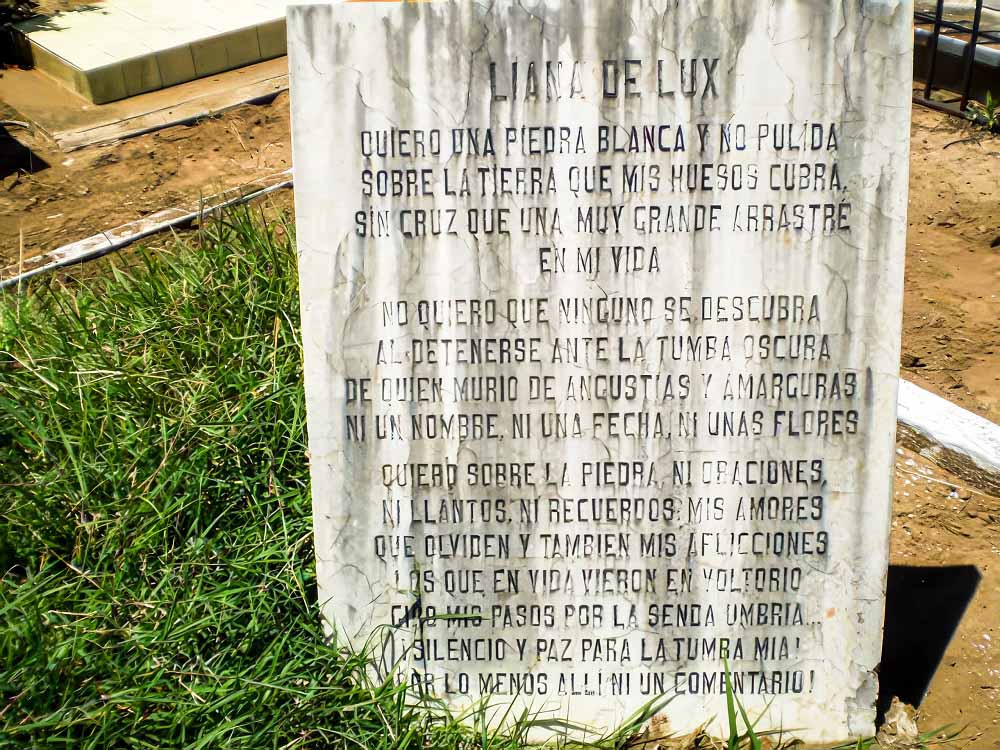 LIANA DE LUX
QUIERO UNA PIEDRA BLANCA Y NO PULIDA
SOBRE LA TIERRA QUE MIS HUESOS CUBRA,
SIN CRUZ QUE UNA MUY GRANDE ARRASTRÉ
EN MI VIDA
NO QUIERO QUE NINGUNO SE DESCUBRA
AL DETENERSE ANTE LA TUMBA OSCURA
DE QUIEN MURIO DE ANGUSTIAS Y AMARGURAS
NI UN NOMBRE, NI UNA FECHA, NI UNAS FLORES
QUIERO SOBRE LA PIEDRA, NI ORACIONES,
NI LLANTOS, NI RECUERDOS; MIS AMORES
QUE OLVIDEN Y TAMBIEN MIS AFLICCIONES
LOS QUE EN VIDA VIERON EN VOLTORIO
MIS PASOS POR LA SENDA UMBRIA...
¡SILENCIO Y PAZ PARA LA TUMBA MIA!
POR LO MENOS ALLÍ NI UN COMENTARIO!